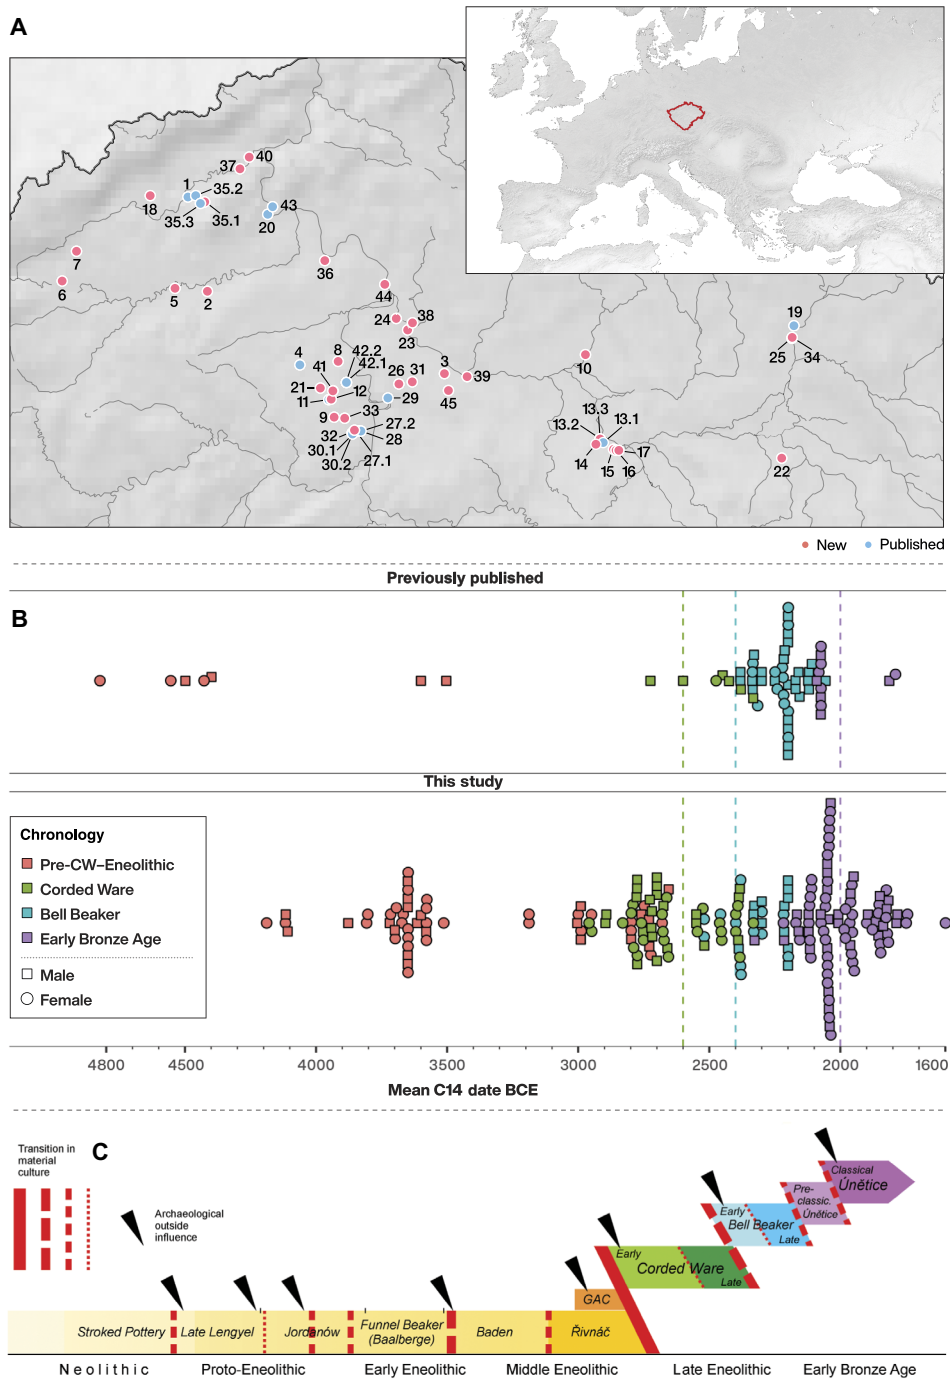 A
40
37
1
35.2
18
35.3
35.1
43
20
7
6
5
2
36
44
24
38
23
19
25
34
4
8
42.2
42.1
41
21
12
11
26
31
3
39
45
29
10
9
33
32
27.2
28
30.1
30.2
27.1
13.3
13.2
13.1
14
15
16
17
22
New
Published
Previously published
B
This study
Chronology
Pre-CW–Eneolithic
Corded Ware
Bell Beaker
Early Bronze Age
Male
Female
4800 4500 4000 3500 3000 2500 2000 1600
Mean C14 date BCE
C
Transition in
material
culture
Archaeological
outside
influence
Classical
Únětice
Pre-
classic.
Únětice
Early
Bell Beaker
Late
Early
Corded Ware
Late
GAC
Stroked Pottery
Late Lengyel
Jordanów
Funnel Beaker
(Baalberge)
Baden
Řivnáč
Neolithic
Proto-Eneolithic
Early Eneolithic
Middle Eneolithic
Late Eneolithic
Early Bronze Age